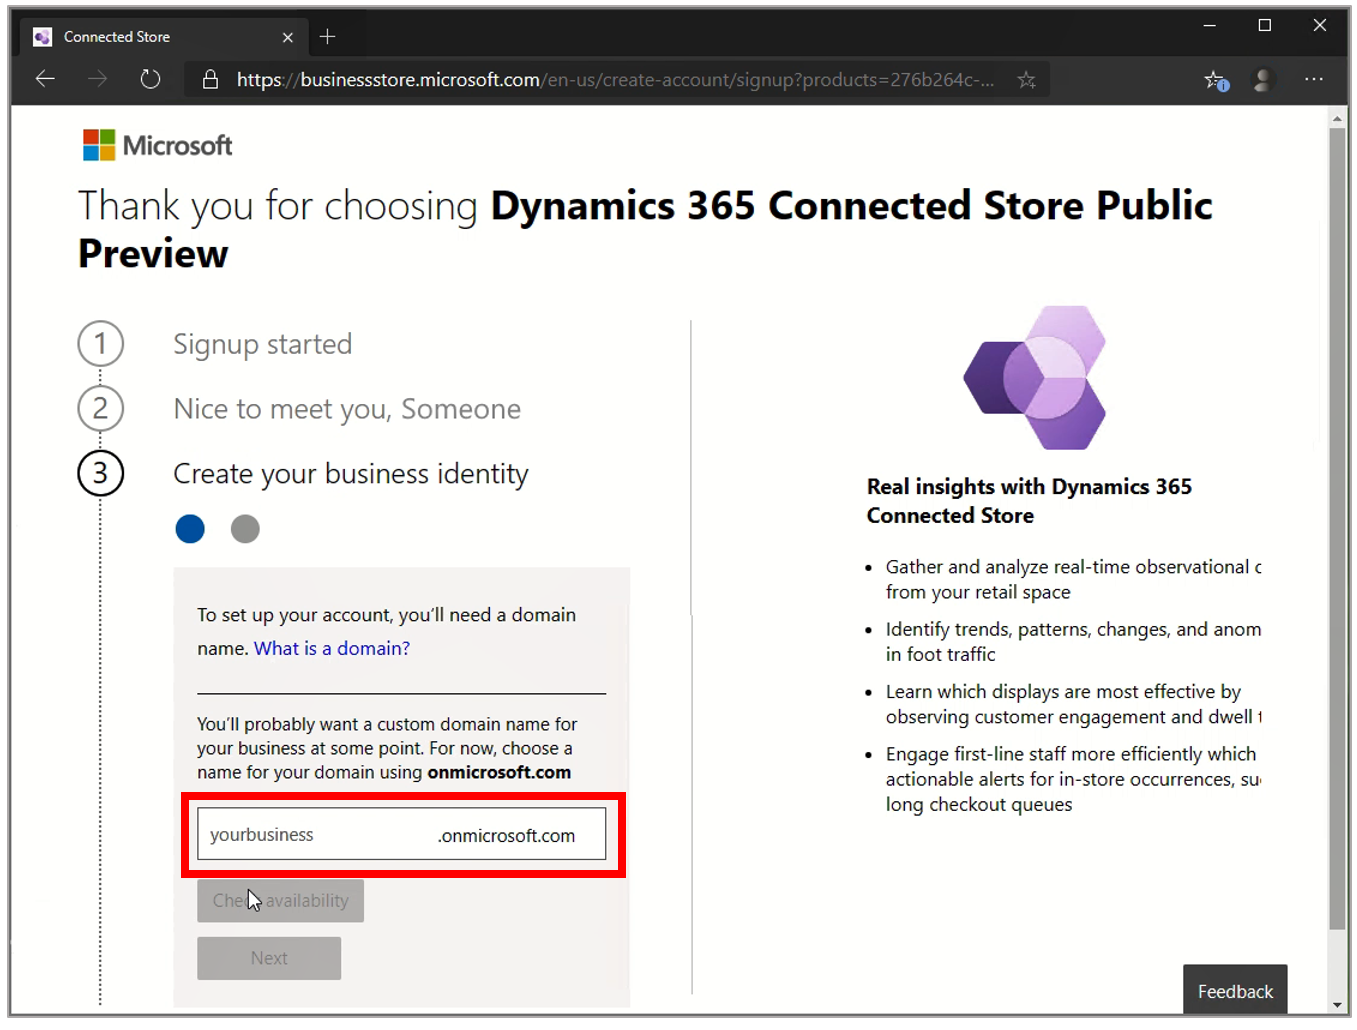 Connected Store
https://businessstore.microsoft.com/en-us/create-account/signup?products=276b264c-...
Microsoft
Thank you for choosing Dynamics 365 Connected Store Public
Preview
1 Signup started
2 Nice to meet you, Someone
3 Create your business identity
To set up your account, you'll need a domain
name. What is a domain?
You'll probably want a custom domain name for
your business at some point. For now, choose a
name for your domain using onmicrosoft.com
yourbusiness .onmicrosoft.com
Check availability
Next
Real insights with Dynamics 365
Connected Store
• Gather and analyze real-time observational
from your retail space
• Identify trends, patterns, changes, and anom
in foot traffic
• Learn which displays are most effective by
observing customer engagement and dwell
• Engage first-line staff more efficiently which
actionable alerts for in-store occurrences, su
long checkout queues
Feedback